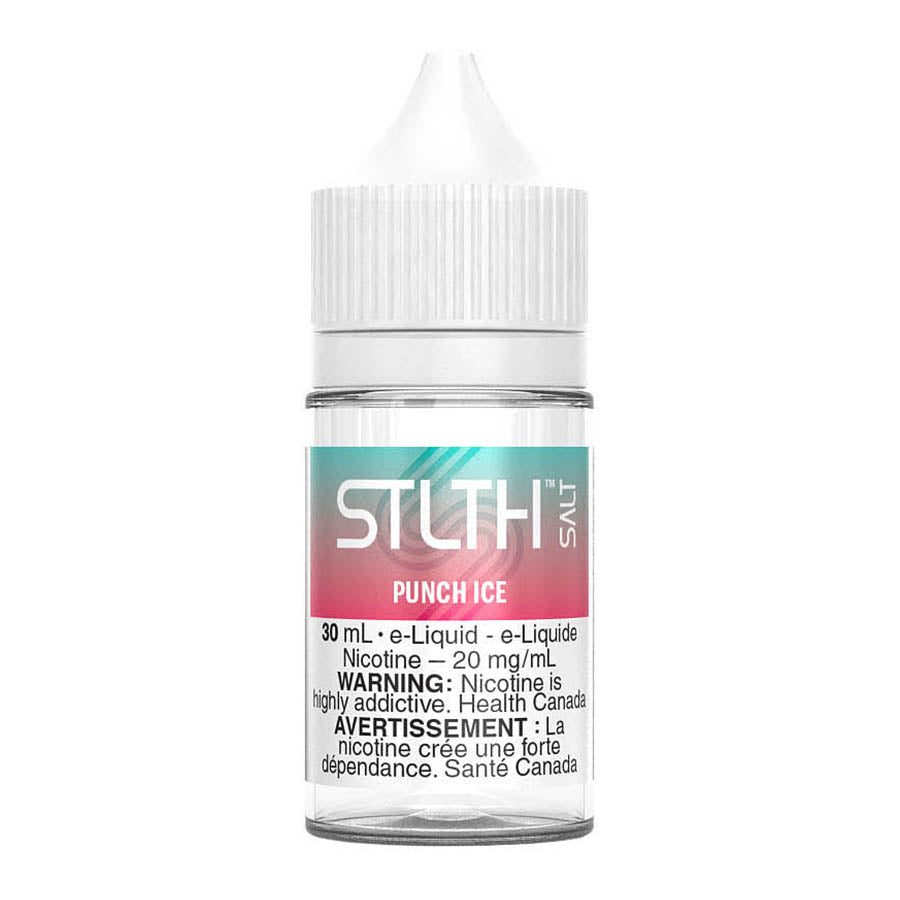 STLTH™ SALT
PUNCH ICE
30 mL • e-Liquid - e-Liquide
Nicotine — 20 mg/mL
WARNING: Nicotine is
highly addictive. Health Canada
AVERTISSEMENT : La
nicotine crée une forte
dépendance. Santé Canada